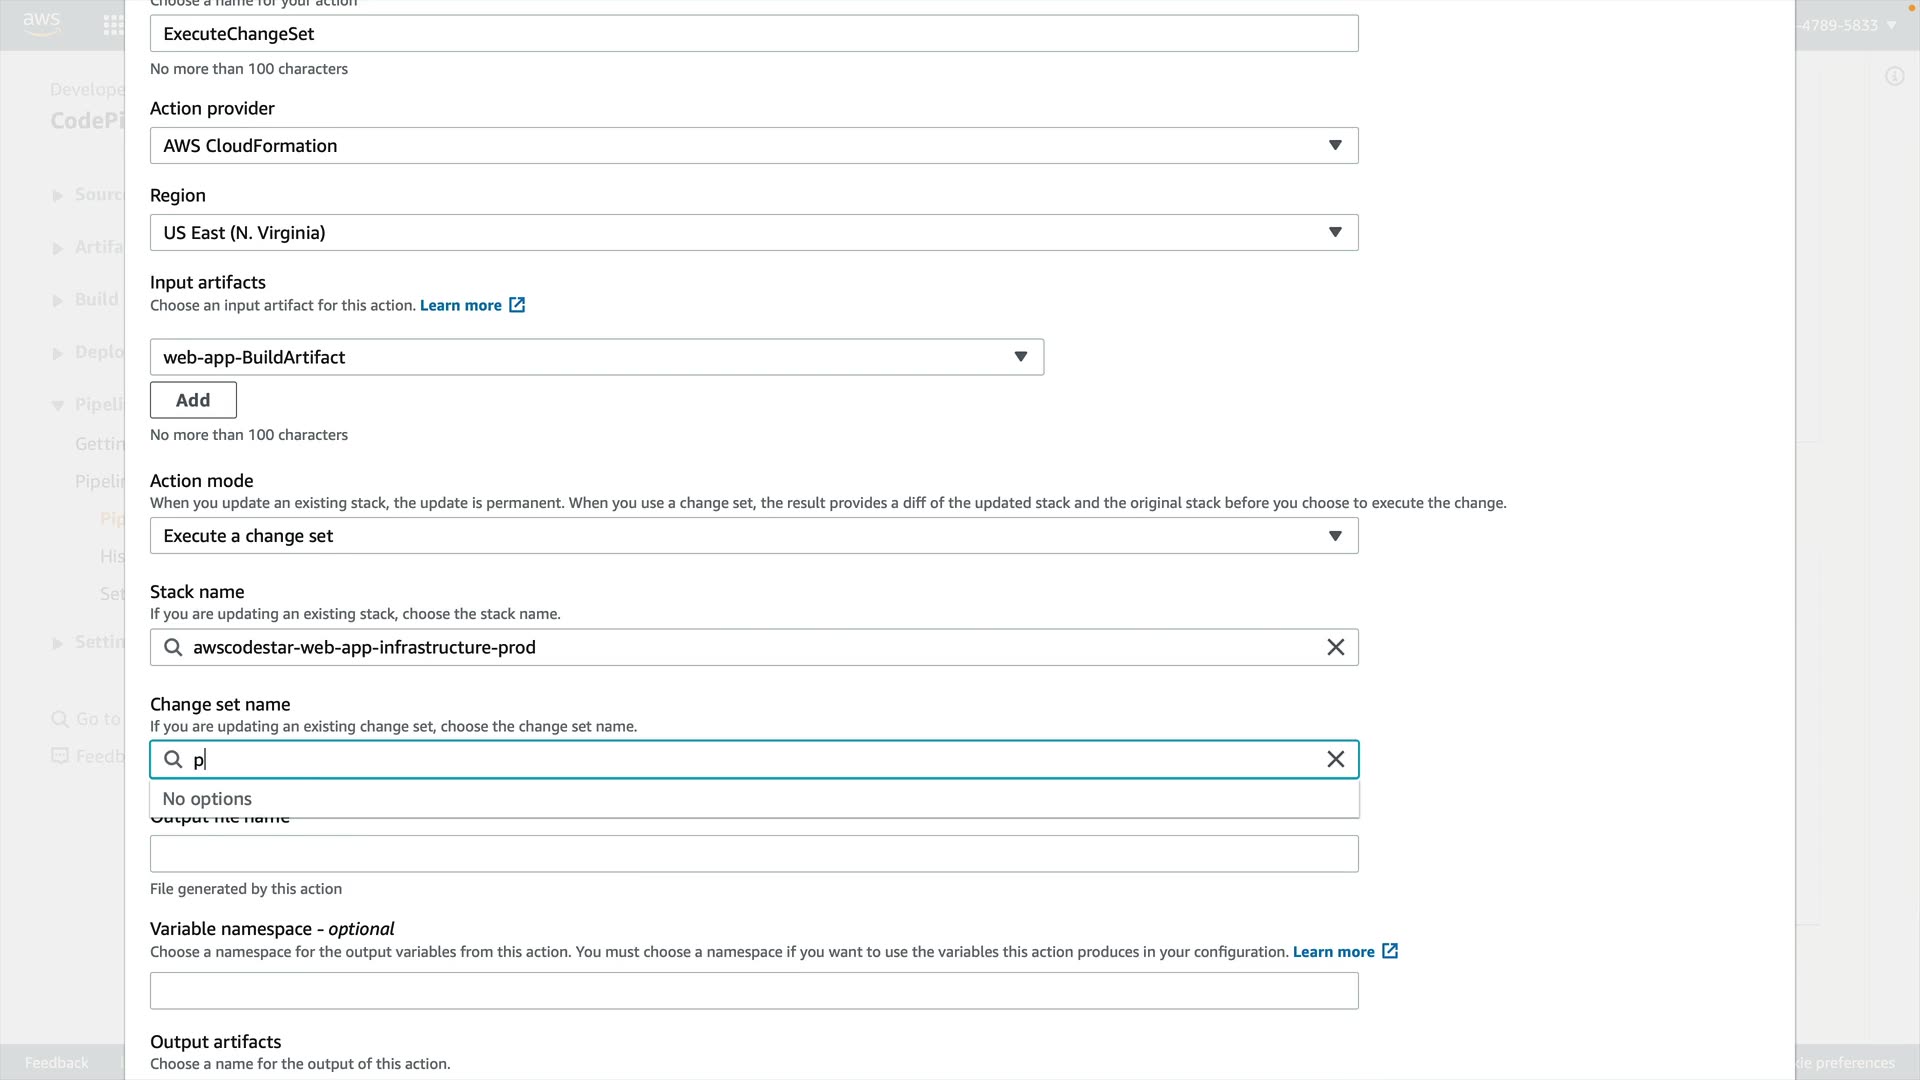 Choose a name for your action
aws
-4789-5833
ExecuteChangeSet
No more than 100 characters
Develope
CodePi
Action provider
AWS CloudFormation
Sourc
Region
US East (N. Virginia)
Artifa
Input artifacts
Choose an input artifact for this action. Learn more
Build
web-app-BuildArtifact
Deplo
Add
Pipeli
No more than 100 characters
Gettin
Action mode
Pipelin
When you update an existing stack, the update is permanent. When you use a change set, the result provides a diff of the updated stack and the original stack before you choose to execute the change.
Pip
Execute a change set
His
Stack name
Set
If you are updating an existing stack, choose the stack name.
Settin
awscodestar-web-app-infrastructure-prod
Change set name
Go to
If you are updating an existing change set, choose the change set name.
Feedb
p
No options
Output file name
File generated by this action
Variable namespace - optional
Choose a namespace for the output variables from this action. You must choose a namespace if you want to use the variables this action produces in your configuration. Learn more
Output artifacts
Choose a name for the output of this action.
Feedback
kie preferences